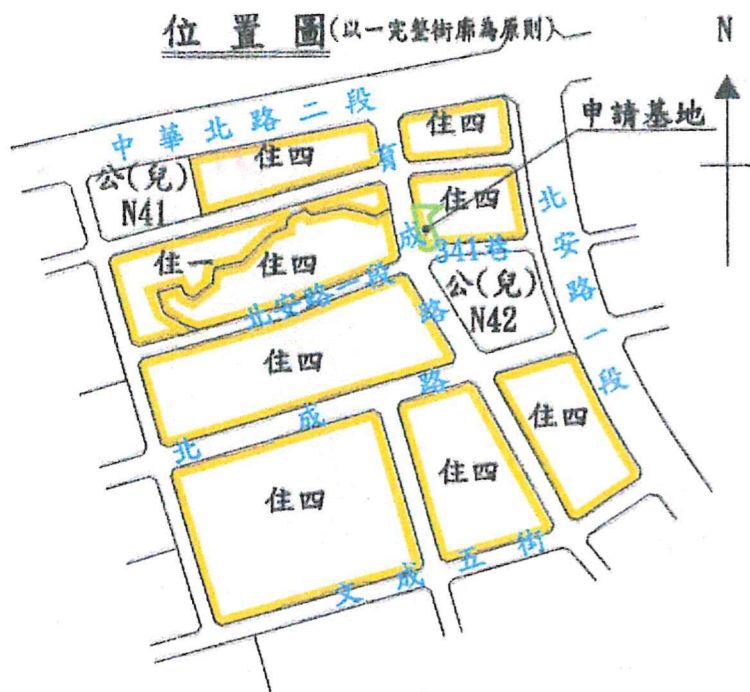 位置圖(以一完整街廓為原則)
N
中華北路二段
住四
申請基地
住四
公(兒)
N41
育成路
住四
北安路一段
住一
住四
341巷
公(兒)
N42
北安路一段
住四
住四
北成路
住四
住四
文成五街